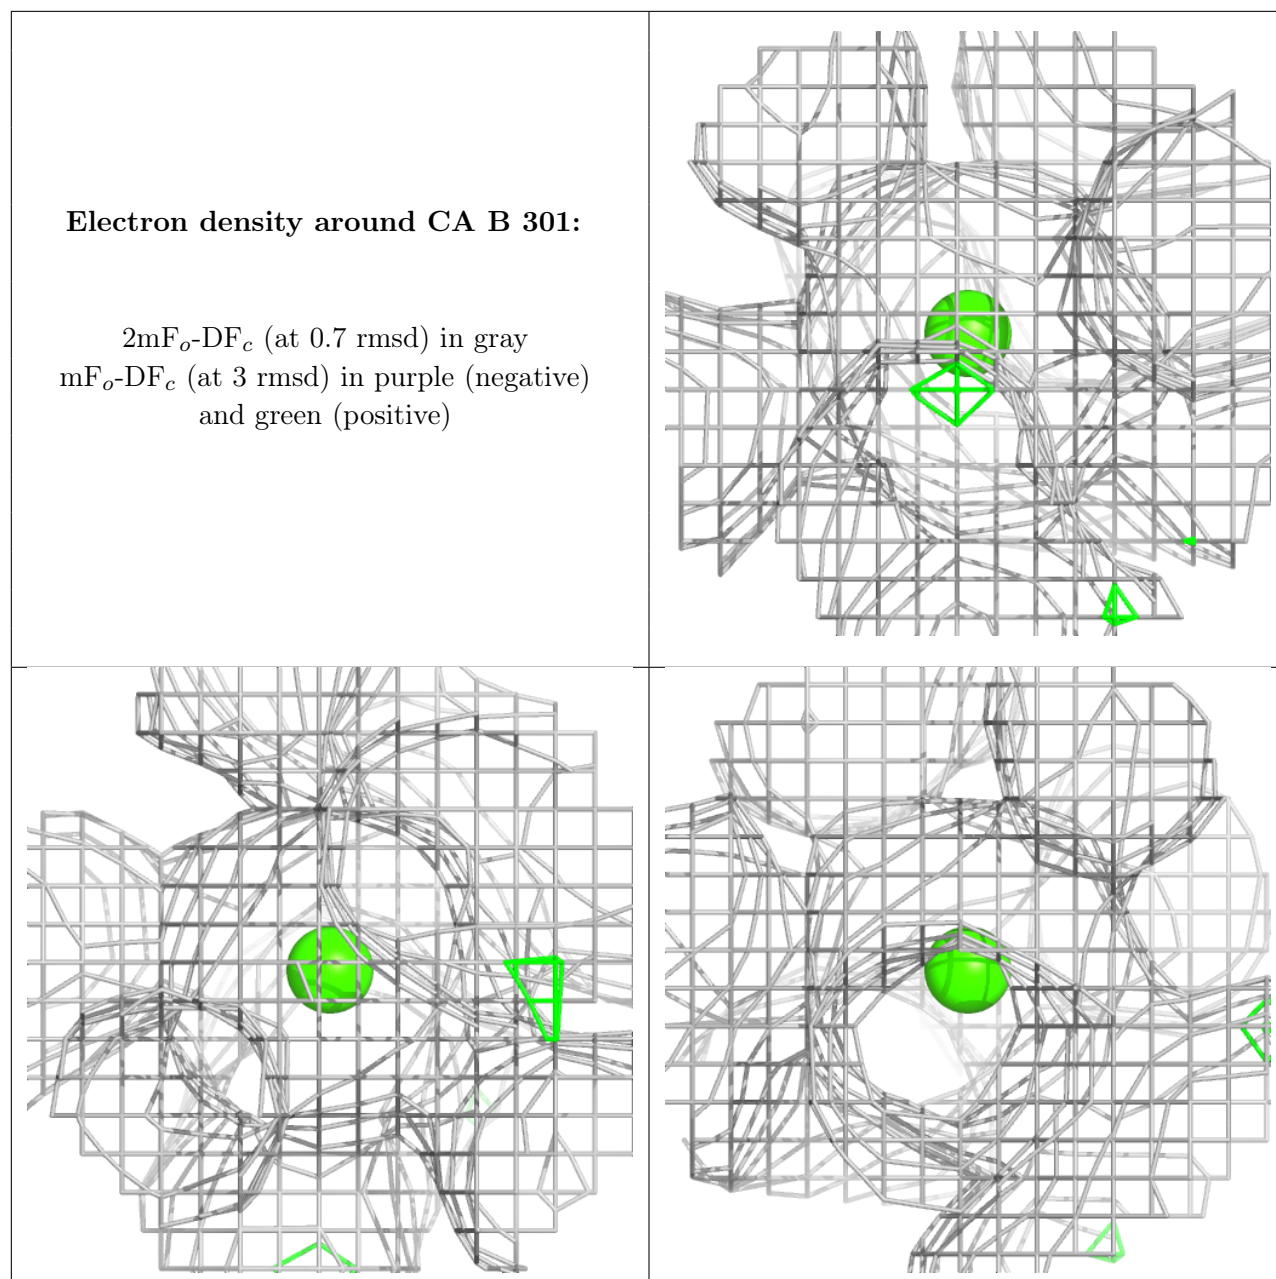 Electron density around CA B 301:
2mFo-DFc (at 0.7 rmsd) in gray
mFo-DFc (at 3 rmsd) in purple (negative)
and green (positive)